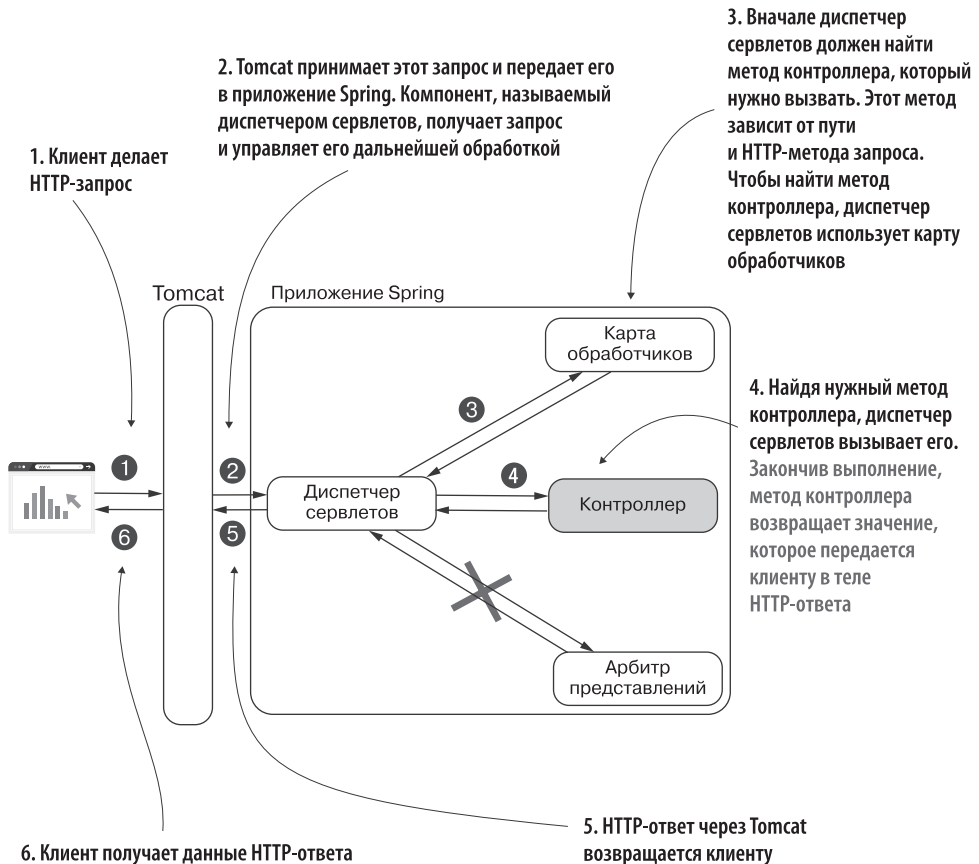 3. Вначале диспетчер
сервлетов должен найти
метод контроллера, который
нужно вызвать. Этот метод
зависит от пути
и HTTP-метода запроса.
Чтобы найти метод
контроллера, диспетчер
сервлетов использует карту
обработчиков
2. Tomcat принимает этот запрос и передает его
в приложение Spring. Компонент, называемый
диспетчером сервлетов, получает запрос
и управляет его дальнейшей обработкой
1. Клиент делает
HTTP-запрос
Tomcat
Приложение Spring
Карта
обработчиков
3
4. Найдя нужный метод
контроллера, диспетчер
сервлетов вызывает его.
Закончив выполнение,
метод контроллера
возвращает значение,
которое передается
клиенту в теле
HTTP-ответа
www
1
2
4
Диспетчер
сервлетов
Контроллер
6
5
Арбитр
представлений
5. HTTP-ответ через Tomcat
возвращается клиенту
6. Клиент получает данные HTTP-ответа